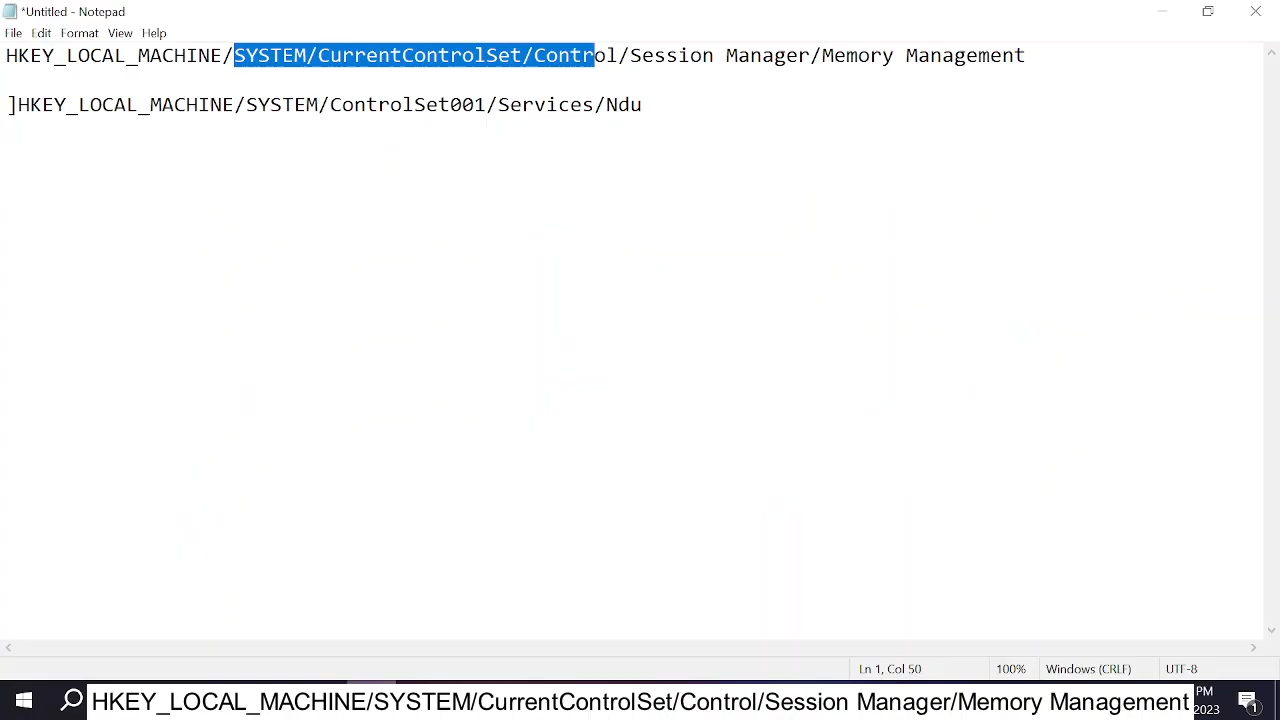 *Untitled - Notepad
File Edit Format View Help
HKEY_LOCAL_MACHINE/SYSTEM/CurrentControlSet/Control/Session Manager/Memory Management
]HKEY_LOCAL_MACHINE/SYSTEM/ControlSet001/Services/Ndu
Ln 1, Col 50 100% Windows (CRLF) UTF-8
HKEY_LOCAL_MACHINE/SYSTEM/CurrentControlSet/Control/Session Manager/Memory Management
PM
2023
1